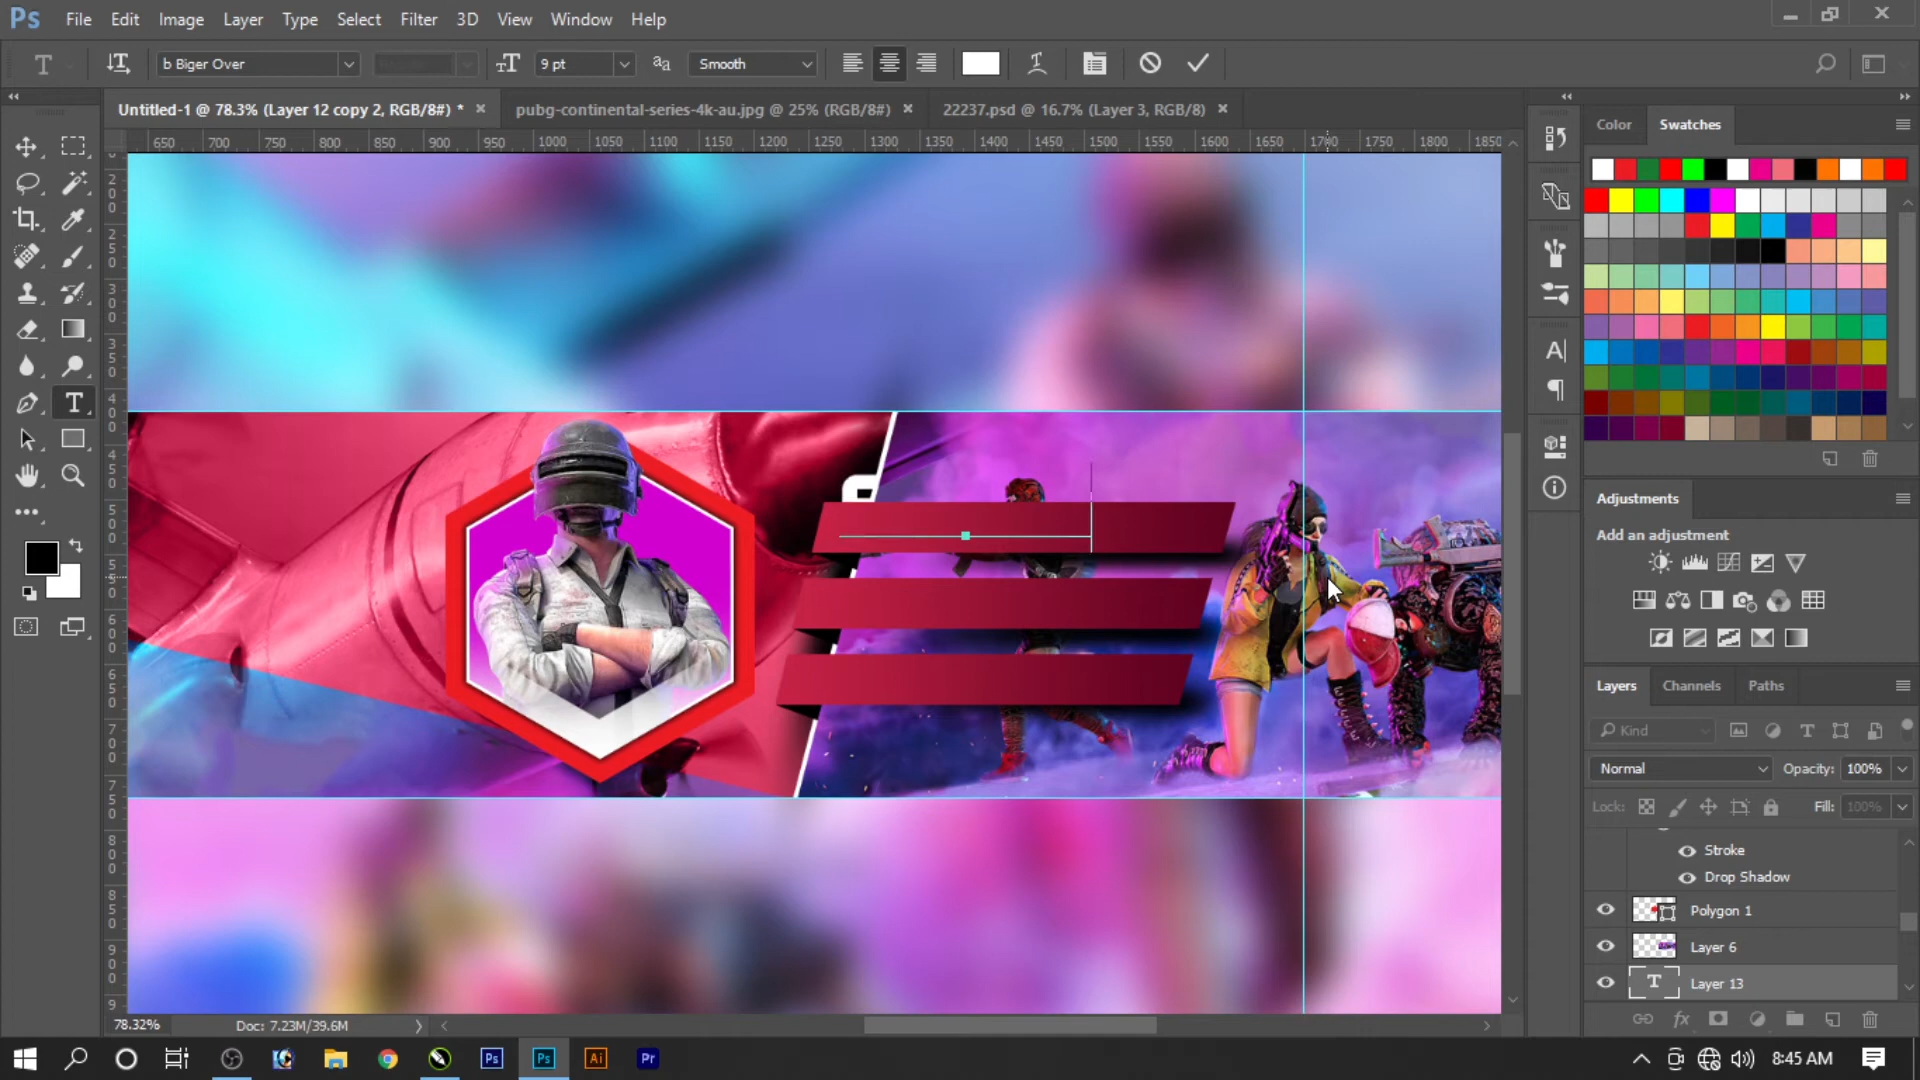 Ps File Edit Image Layer Type Select Filter 3D View Window Help
T b Biger Over 9 pt aa Smooth
Untitled-1 @ 78.3% (Layer 12 copy 2, RGB/8#) * pubg-continental-series-4k-au.jpg @ 25% (RGB/8#) 22237.psd @ 16.7% (Layer 3, RGB/8)
650 700 750 800 850 900 950 1000 1050 1100 1150 1200 1250 1300 1350 1400 1450 1500 1550 1600 1650 1700 1750 1800 1850
Color Swatches
Adjustments
Add an adjustment
Layers Channels Paths
Kind
Normal Opacity: 100%
Lock: Fill: 100%
Stroke
Drop Shadow
Polygon 1
Layer 6
T Layer 13
78.32% Doc: 7.23M/39.6M
Ps Ps Ai Pr 8:45 AM